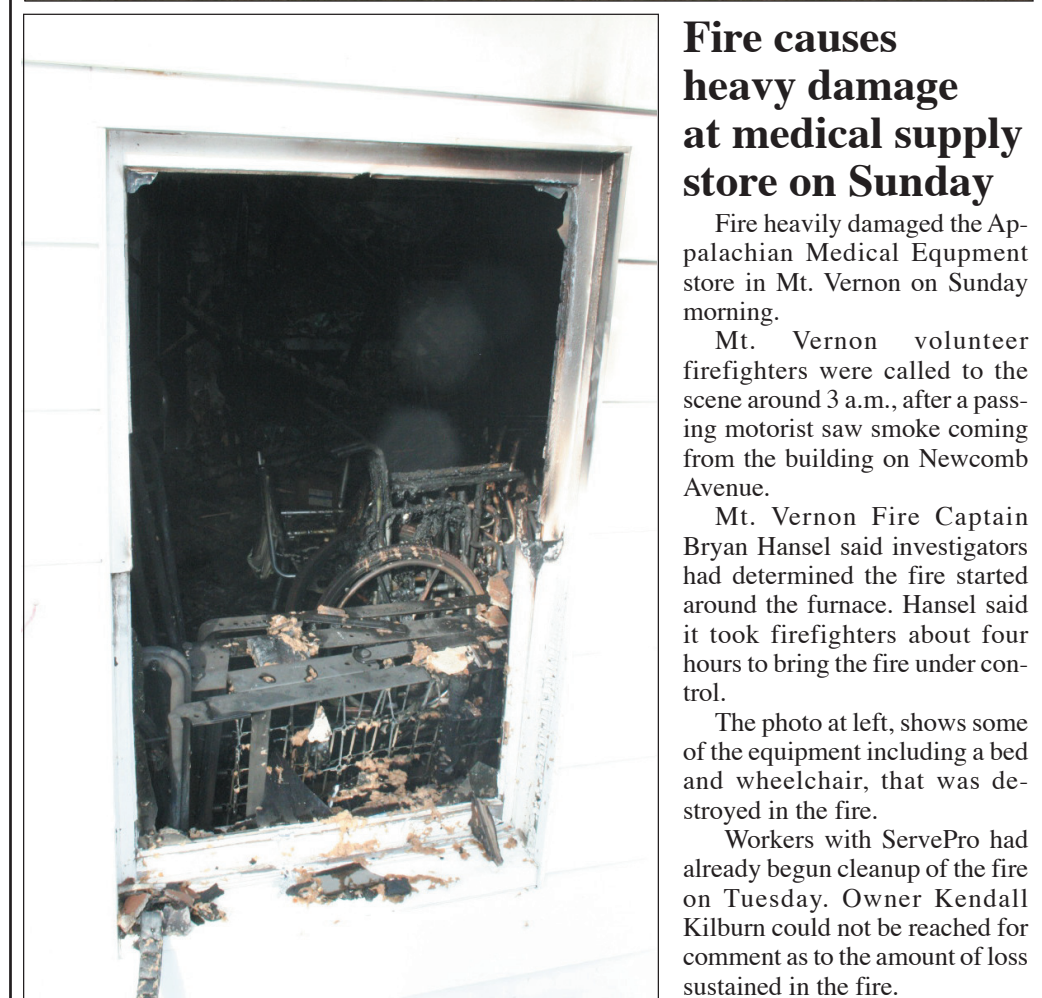 Fire causes
heavy damage
at medical supply
store on Sunday
Fire heavily damaged the Ap-
palachian Medical Equpment
store in Mt. Vernon on Sunday
morning.
Mt. Vernon volunteer
firefighters were called to the
scene around 3 a.m., after a pass-
ing motorist saw smoke coming
from the building on Newcomb
Avenue.
Mt. Vernon Fire Captain
Bryan Hansel said investigators
had determined the fire started
around the furnace. Hansel said
it took firefighters about four
hours to bring the fire under con-
trol.
The photo at left, shows some
of the equipment including a bed
and wheelchair, that was de-
stroyed in the fire.
Workers with ServePro had
already begun cleanup of the fire
on Tuesday. Owner Kendall
Kilburn could not be reached for
comment as to the amount of loss
sustained in the fire.